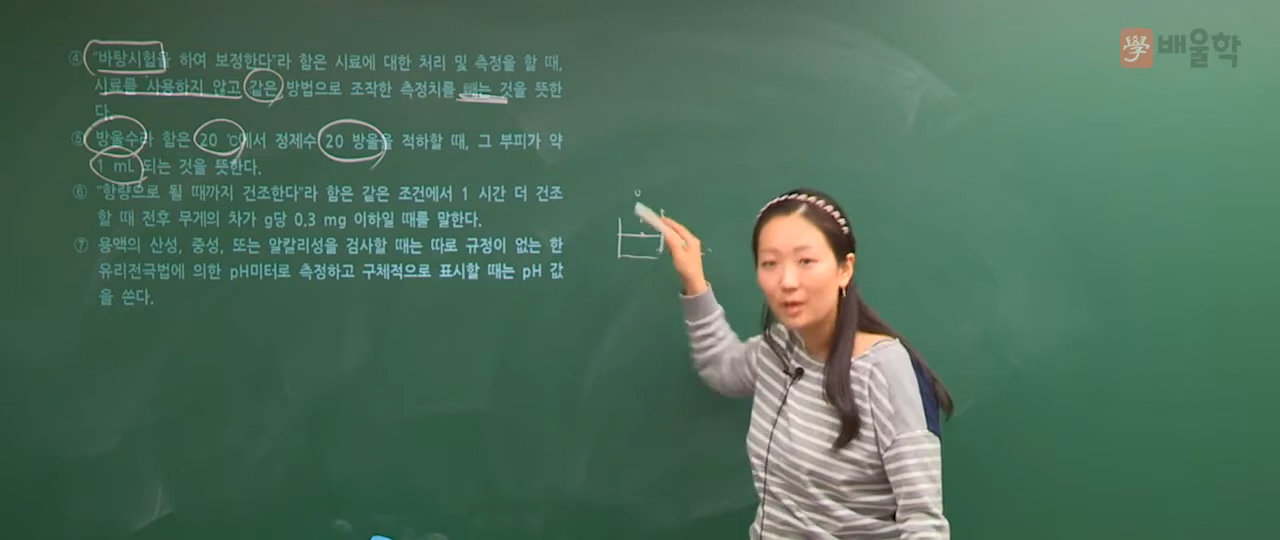 學 배울학
④ "바탕시험을 하여 보정한다"라 함은 시료에 대한 처리 및 측정을 할 때,
시료를 사용하지 않고 같은 방법으로 조작한 측정치를 빼는 것을 뜻한
다.
⑤ 방울수라 함은 20 ℃에서 정제수 20 방울을 적하할 때, 그 부피가 약
1 mL 되는 것을 뜻한다.
⑥ "항량으로 될 때까지 건조한다"라 함은 같은 조건에서 1 시간 더 건조
할 때 전후 무게의 차가 g당 0.3 mg 이하일 때를 말한다.
⑦ 용액의 산성, 중성, 또는 알칼리성을 검사할 때는 따로 규정이 없는 한
유리전극법에 의한 pH미터로 측정하고 구체적으로 표시할 때는 pH 값
을 쓴다.